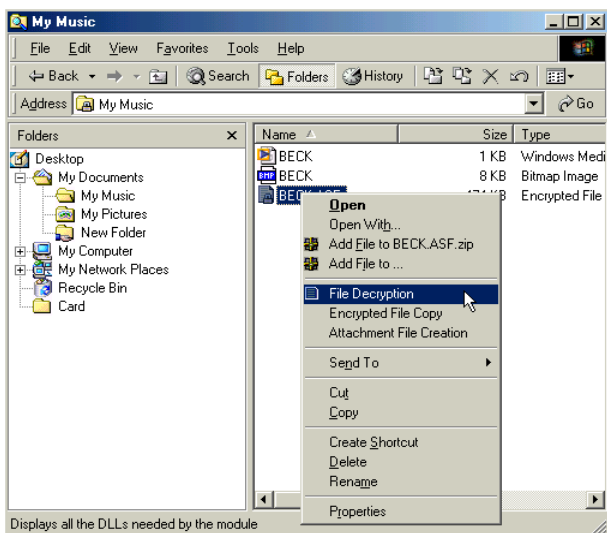 My Music
File Edit View Favorites Tools Help
Back Search Folders History
Address My Music Go
Folders
Desktop
My Documents
My Music
My Pictures
New Folder
My Computer
My Network Places
Recycle Bin
Card
Name Size Type
BECK 1 KB Windows Medi
BMP BECK 8 KB Bitmap Image
BECK.ASF KB Encrypted File
Open
Open With...
Add File to BECK.ASF.zip
Add File to ...
File Decryption
Encrypted File Copy
Attachment File Creation
Send To
Cut
Copy
Create Shortcut
Delete
Rename
Properties
Displays all the DLLs needed by the module